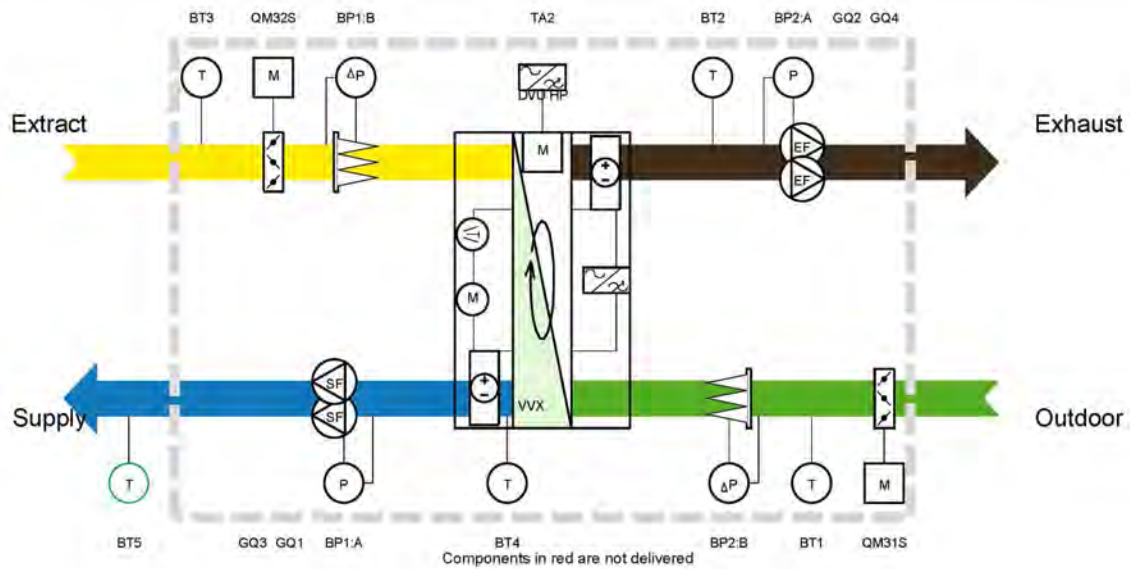 BT3 QM32S BP1:B TA2 BT2 BP2:A GQ2 GQ4
T M ΔP T P
DVU HP
Extract Exhaust
M + EF
- EF
T
M
+ SF
- SF VVX
Supply Outdoor
T P T ΔP T M
BT5 GQ3 GQ1 BP1:A BT4 BP2:B BT1 QM31S
Components in red are not delivered